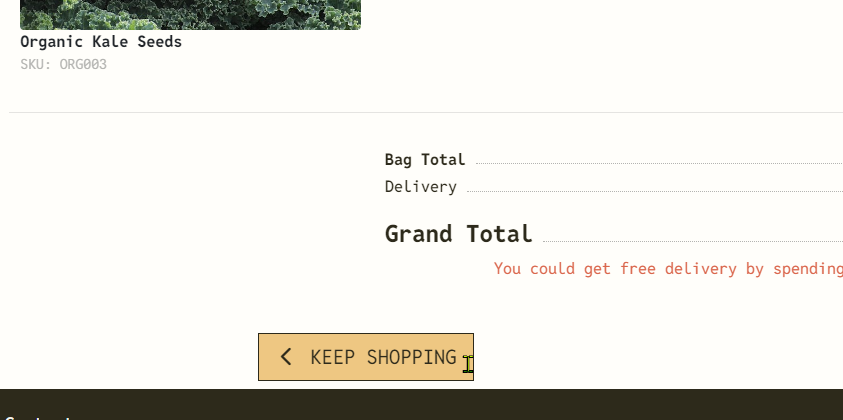 Organic Kale Seeds
SKU: ORG003
Bag Total
Delivery
Grand Total
You could get free delivery by spending
KEEP SHOPPING